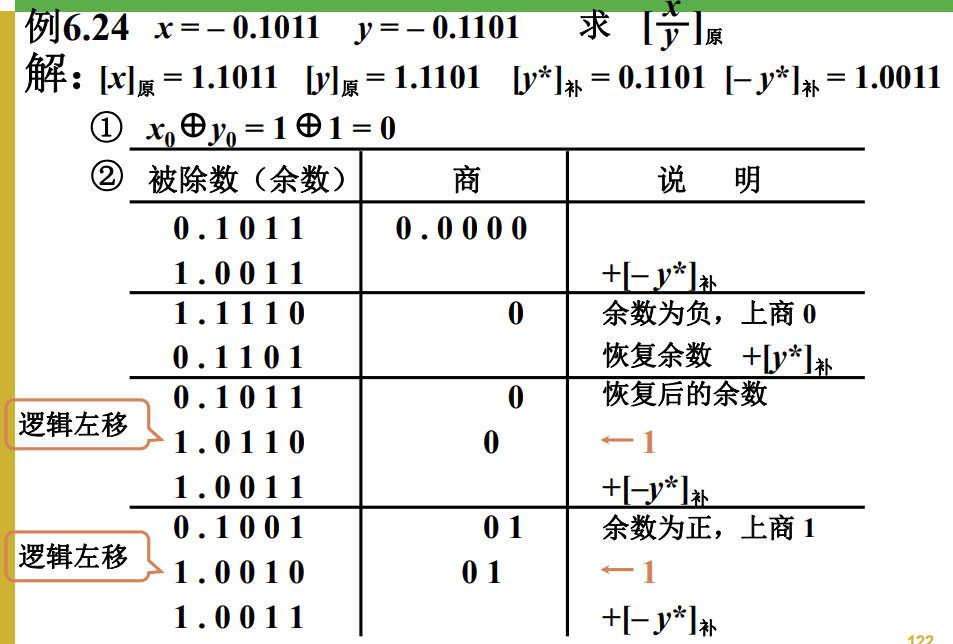 例6.24 x = – 0.1011 y = – 0.1101 求 [x/y]原
解：[x]原 = 1.1011 [y]原 = 1.1101 [y*]补 = 0.1101 [– y*]补 = 1.0011
① x0⊕y0 = 1⊕1 = 0
② 被除数（余数） 商 说 明
0.1011 0.0000
1.0011 +[– y*]补
1.1110 0 余数为负，上商 0
0.1101 恢复余数 +[y*]补
0.1011 0 恢复后的余数
逻辑左移 1.0110 0 ← 1
1.0011 +[–y*]补
0.1001 01 余数为正，上商 1
逻辑左移 1.0010 01 ← 1
1.0011 +[– y*]补
122